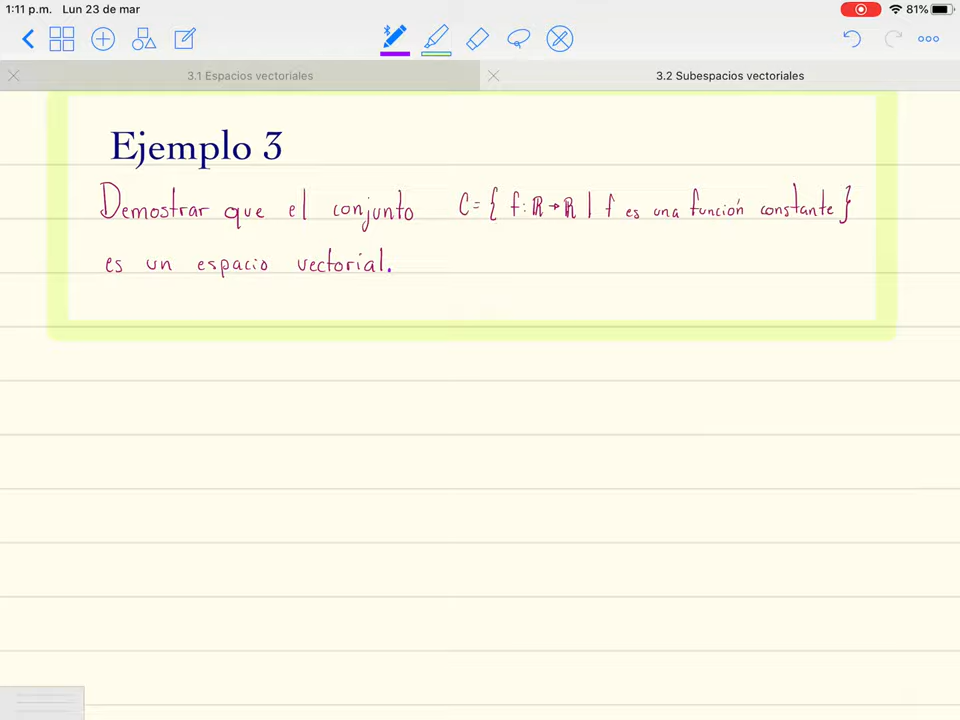 1:11 p.m. Lun 23 de mar 81%
3.1 Espacios vectoriales 3.2 Subespacios vectoriales
Ejemplo 3
Demostrar que el conjunto C = { f: ℝ → ℝ | f es una función constante }
es un espacio vectorial.